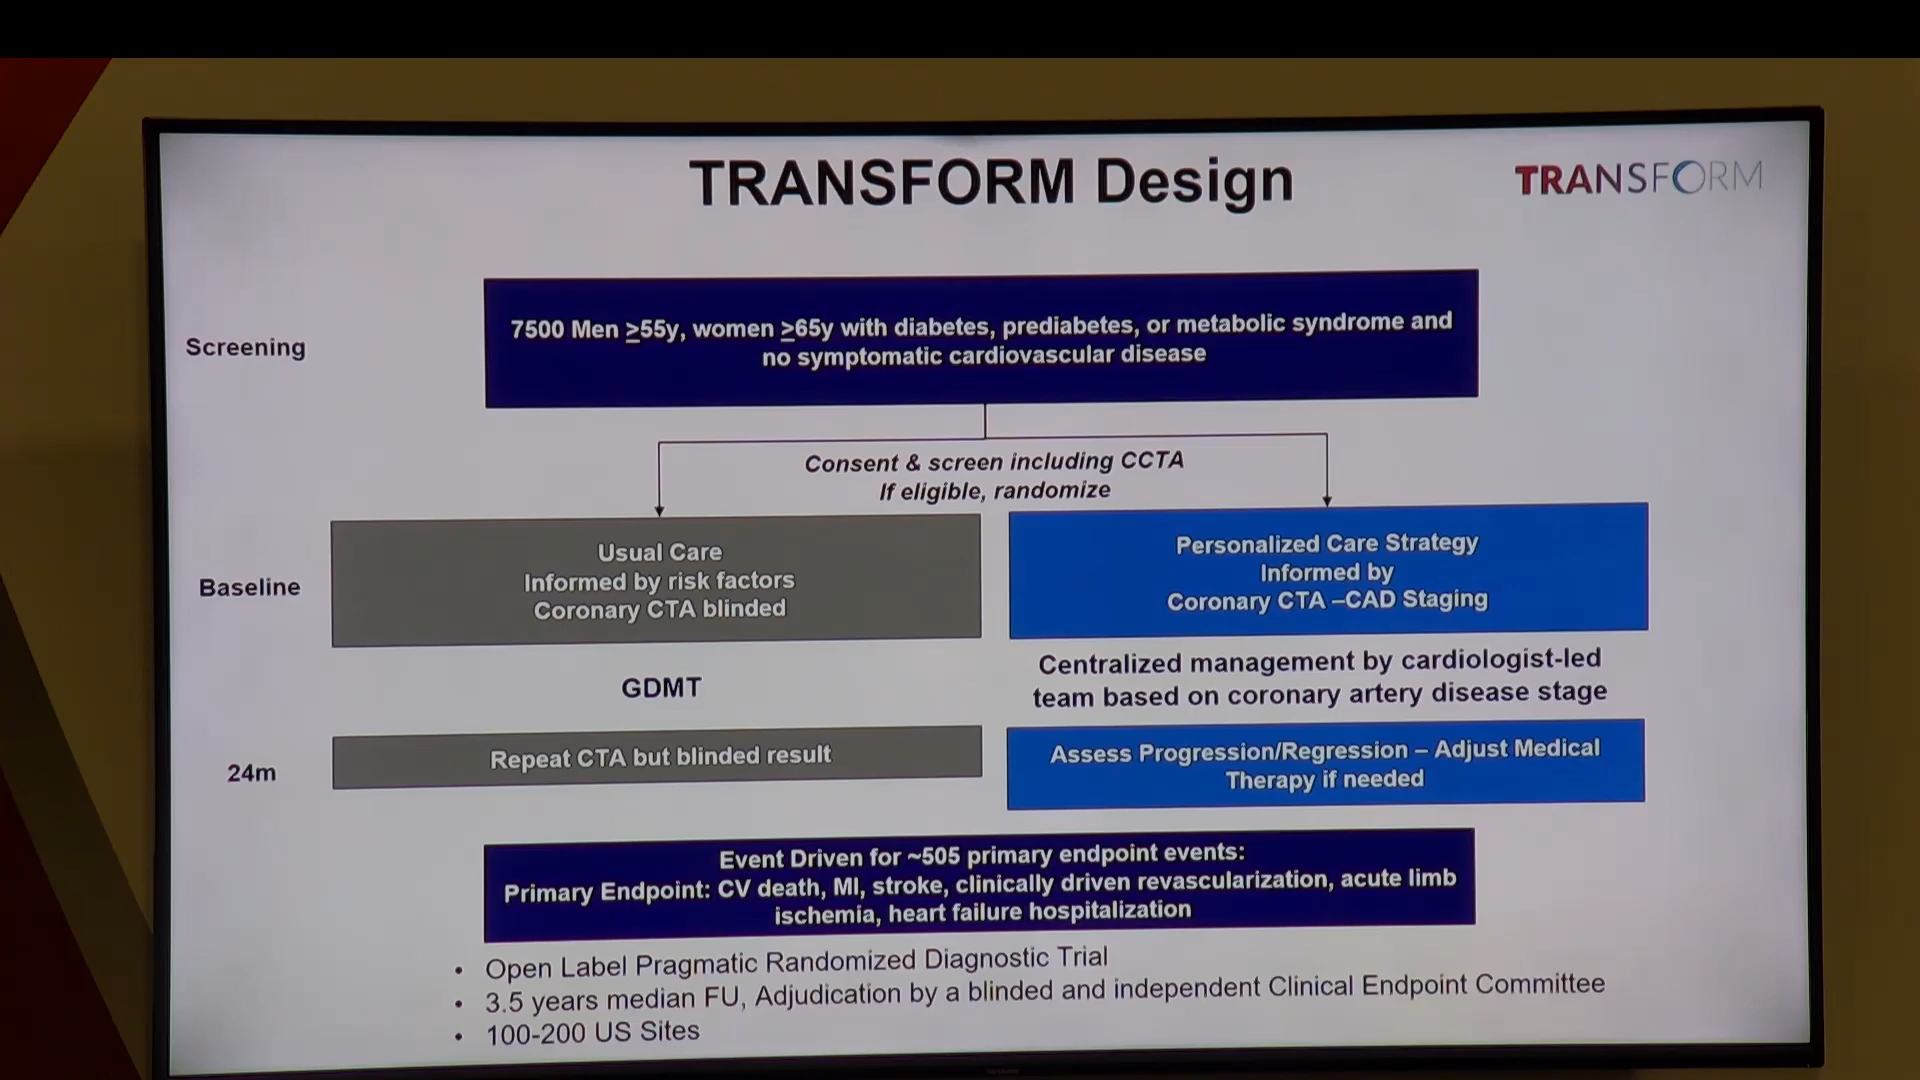 TRANSFORM Design
TRANSFORM
Screening
7500 Men ≥55y, women ≥65y with diabetes, prediabetes, or metabolic syndrome and
no symptomatic cardiovascular disease
Consent & screen including CCTA
If eligible, randomize
Baseline
Usual Care
Informed by risk factors
Coronary CTA blinded
Personalized Care Strategy
Informed by
Coronary CTA –CAD Staging
GDMT
Centralized management by cardiologist-led
team based on coronary artery disease stage
24m
Repeat CTA but blinded result
Assess Progression/Regression – Adjust Medical
Therapy if needed
Event Driven for ~505 primary endpoint events:
Primary Endpoint: CV death, MI, stroke, clinically driven revascularization, acute limb
ischemia, heart failure hospitalization
• Open Label Pragmatic Randomized Diagnostic Trial
• 3.5 years median FU, Adjudication by a blinded and independent Clinical Endpoint Committee
• 100-200 US Sites